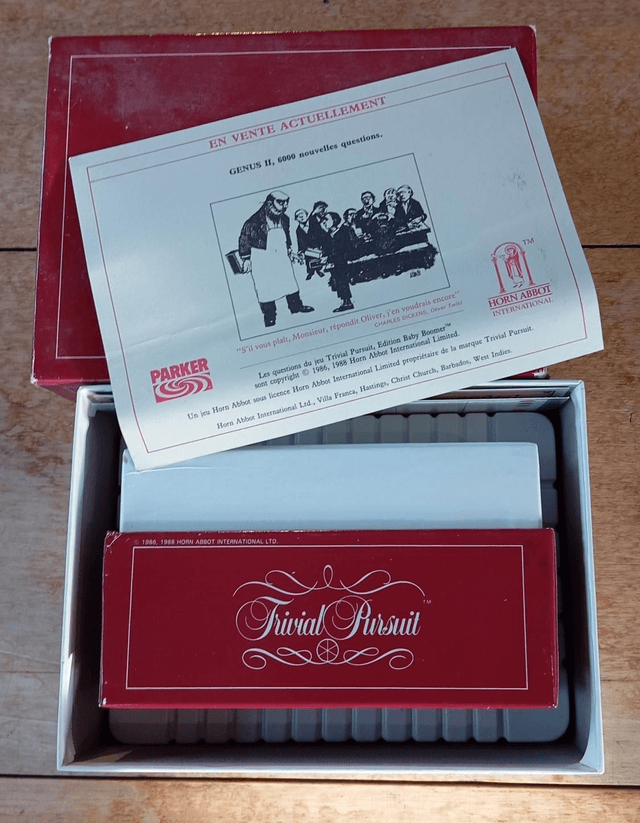 EN VENTE ACTUELLEMENT
GENUS II, 6000 nouvelles questions.
"S'il vous plaît, Monsieur, répondit Oliver, j'en voudrais encore"
CHARLES DICKENS, Oliver Twist
TM
HORN ABBOT
INTERNATIONAL
PARKER
Les questions du jeu Trivial Pursuit, Edition Baby Boomer™
sont copyright © 1986, 1988 Horn Abbot International Limited.
Un jeu Horn Abbot sous licence Horn Abbot International Limited propriétaire de la marque Trivial Pursuit.
Horn Abbot International Ltd., Villa Franca, Hastings, Christ Church, Barbados, West Indies.
© 1986, 1988 HORN ABBOT INTERNATIONAL LTD.
Trivial Pursuit™